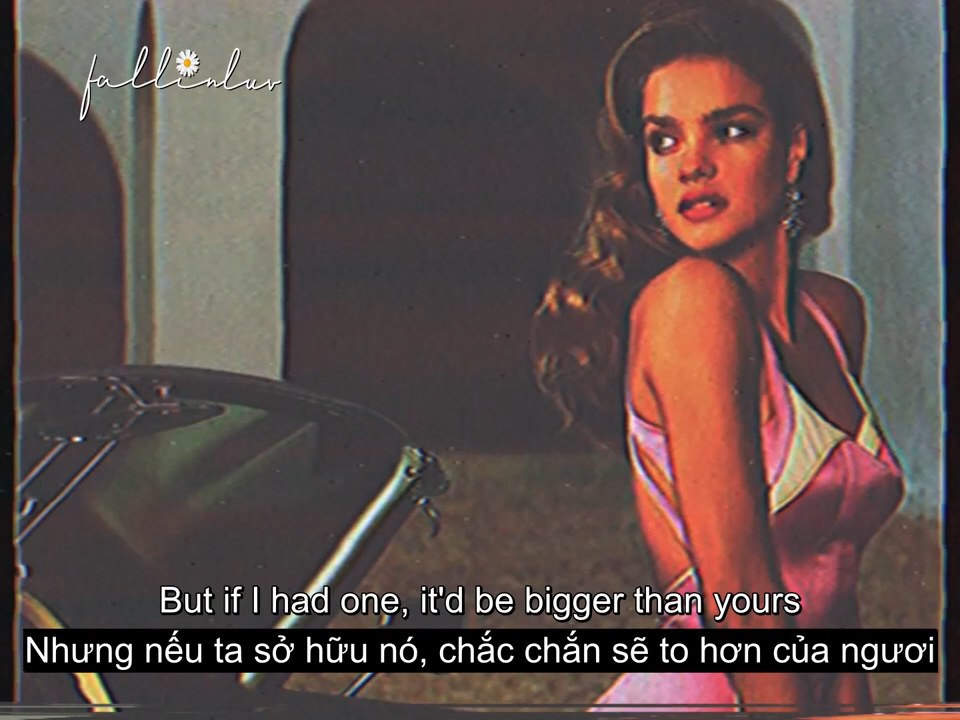 fallinluv
But if I had one, it'd be bigger than yours
Nhưng nếu ta sở hữu nó, chắc chắn sẽ to hơn của ngươi